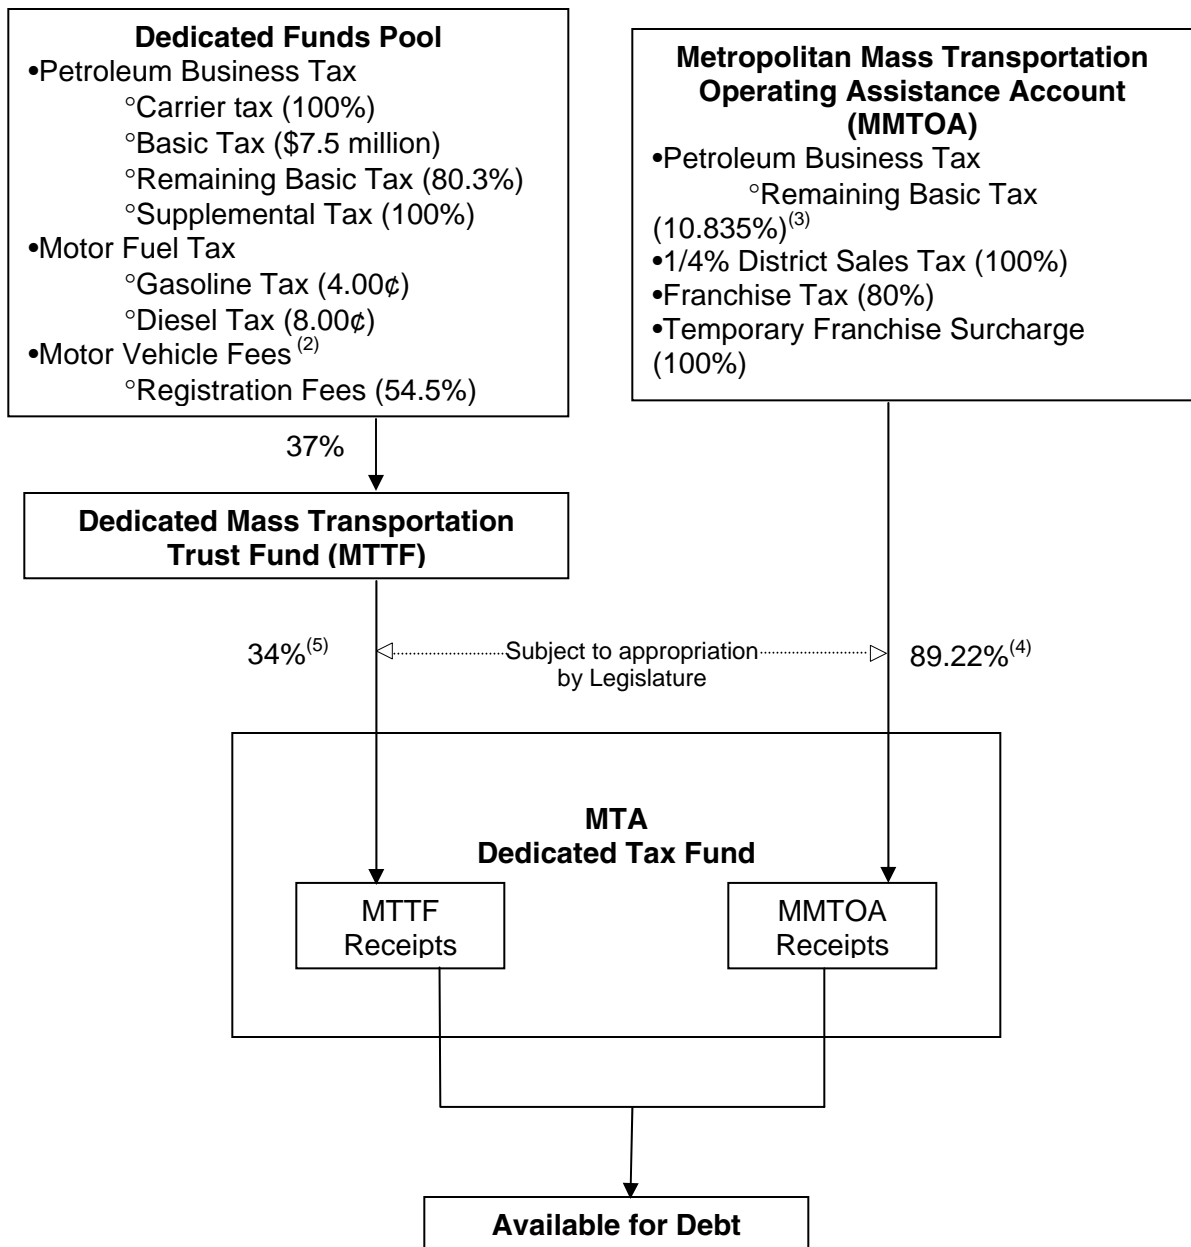 Dedicated Funds Pool
•Petroleum Business Tax
°Carrier tax (100%)
°Basic Tax ($7.5 million)
°Remaining Basic Tax (80.3%)
°Supplemental Tax (100%)
•Motor Fuel Tax
°Gasoline Tax (4.00¢)
°Diesel Tax (8.00¢)
•Motor Vehicle Fees (2)
°Registration Fees (54.5%)
Metropolitan Mass Transportation
Operating Assistance Account
(MMTOA)
•Petroleum Business Tax
°Remaining Basic Tax
(10.835%)(3)
•1/4% District Sales Tax (100%)
•Franchise Tax (80%)
•Temporary Franchise Surcharge
(100%)
37%
Dedicated Mass Transportation
Trust Fund (MTTF)
34%(5)
Subject to appropriation
by Legislature
89.22%(4)
MTA
Dedicated Tax Fund
MTTF
Receipts
MMTOA
Receipts
Available for Debt